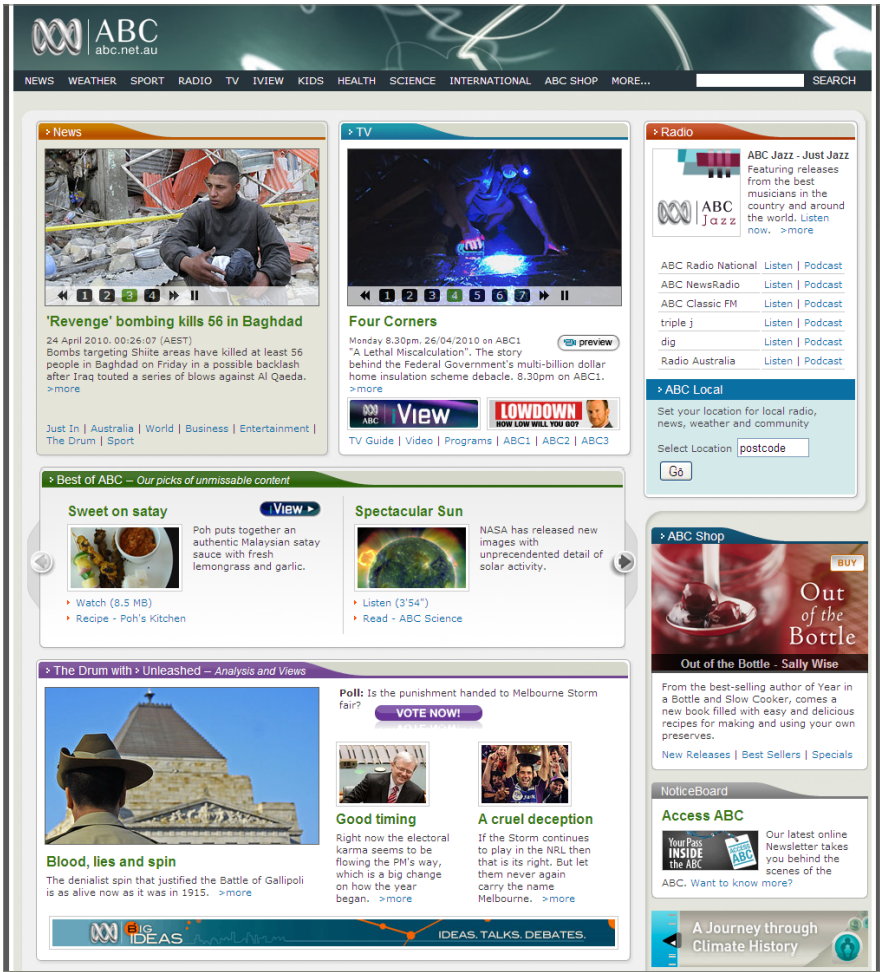 ABC
abc.net.au
NEWS WEATHER SPORT RADIO TV IVIEW KIDS HEALTH SCIENCE INTERNATIONAL ABC SHOP MORE... SEARCH
News
1 2 3 4
'Revenge' bombing kills 56 in Baghdad
24 April 2010. 00:26:07 (AEST)
Bombs targeting Shiite areas have killed at least 56
people in Baghdad on Friday in a possible backlash
after Iraq touted a series of blows against Al Qaeda.
>more
Just In | Australia | World | Business | Entertainment |
The Drum | Sport
TV
1 2 3 4 5 6 7
Four Corners
Monday 8.30pm, 26/04/2010 on ABC1
preview
"A Lethal Miscalculation". The story
behind the Federal Government's multi-billion dollar
home insulation scheme debacle. 8.30pm on ABC1.
>more
ABC iView
LOWDOWN
HOW LOW WILL YOU GO?
TV Guide | Video | Programs | ABC1 | ABC2 | ABC3
Radio
ABC Jazz
ABC Jazz - Just Jazz
Featuring releases
from the best
musicians in the
country and around
the world. Listen
now. >more
ABC Radio National Listen | Podcast
ABC NewsRadio Listen | Podcast
ABC Classic FM Listen | Podcast
triple j Listen | Podcast
dig Listen | Podcast
Radio Australia Listen | Podcast
ABC Local
Set your location for local radio,
news, weather and community
Select Location postcode
Go
Best of ABC – Our picks of unmissable content
Sweet on satay
iView
Poh puts together an
authentic Malaysian satay
sauce with fresh
lemongrass and garlic.
Watch (8.5 MB)
Recipe - Poh's Kitchen
Spectacular Sun
NASA has released new
images with
unprecendented detail of
solar activity.
Listen (3'54")
Read - ABC Science
ABC Shop
BUY
Out
of the
Bottle
Out of the Bottle - Sally Wise
From the best-selling author of Year in
a Bottle and Slow Cooker, comes a
new book filled with easy and delicious
recipes for making and using your own
preserves.
New Releases | Best Sellers | Specials
The Drum with Unleashed – Analysis and Views
Blood, lies and spin
The denialist spin that justified the Battle of Gallipoli
is as alive now as it was in 1915. >more
Poll: Is the punishment handed to Melbourne Storm
fair?
VOTE NOW!
Good timing
Right now the electoral
karma seems to be
flowing the PM's way,
which is a big change
on how the year
began. >more
A cruel deception
If the Storm continues
to play in the NRL then
that is its right. But let
them never again
carry the name
Melbourne. >more
BIG
IDEAS
IDEAS. TALKS. DEBATES.
NoticeBoard
Access ABC
Your Pass
INSIDE
the ABC
ACCESS
ABC
Our latest online
Newsletter takes
you behind the
scenes of the
ABC. Want to know more?
A Journey through
Climate History